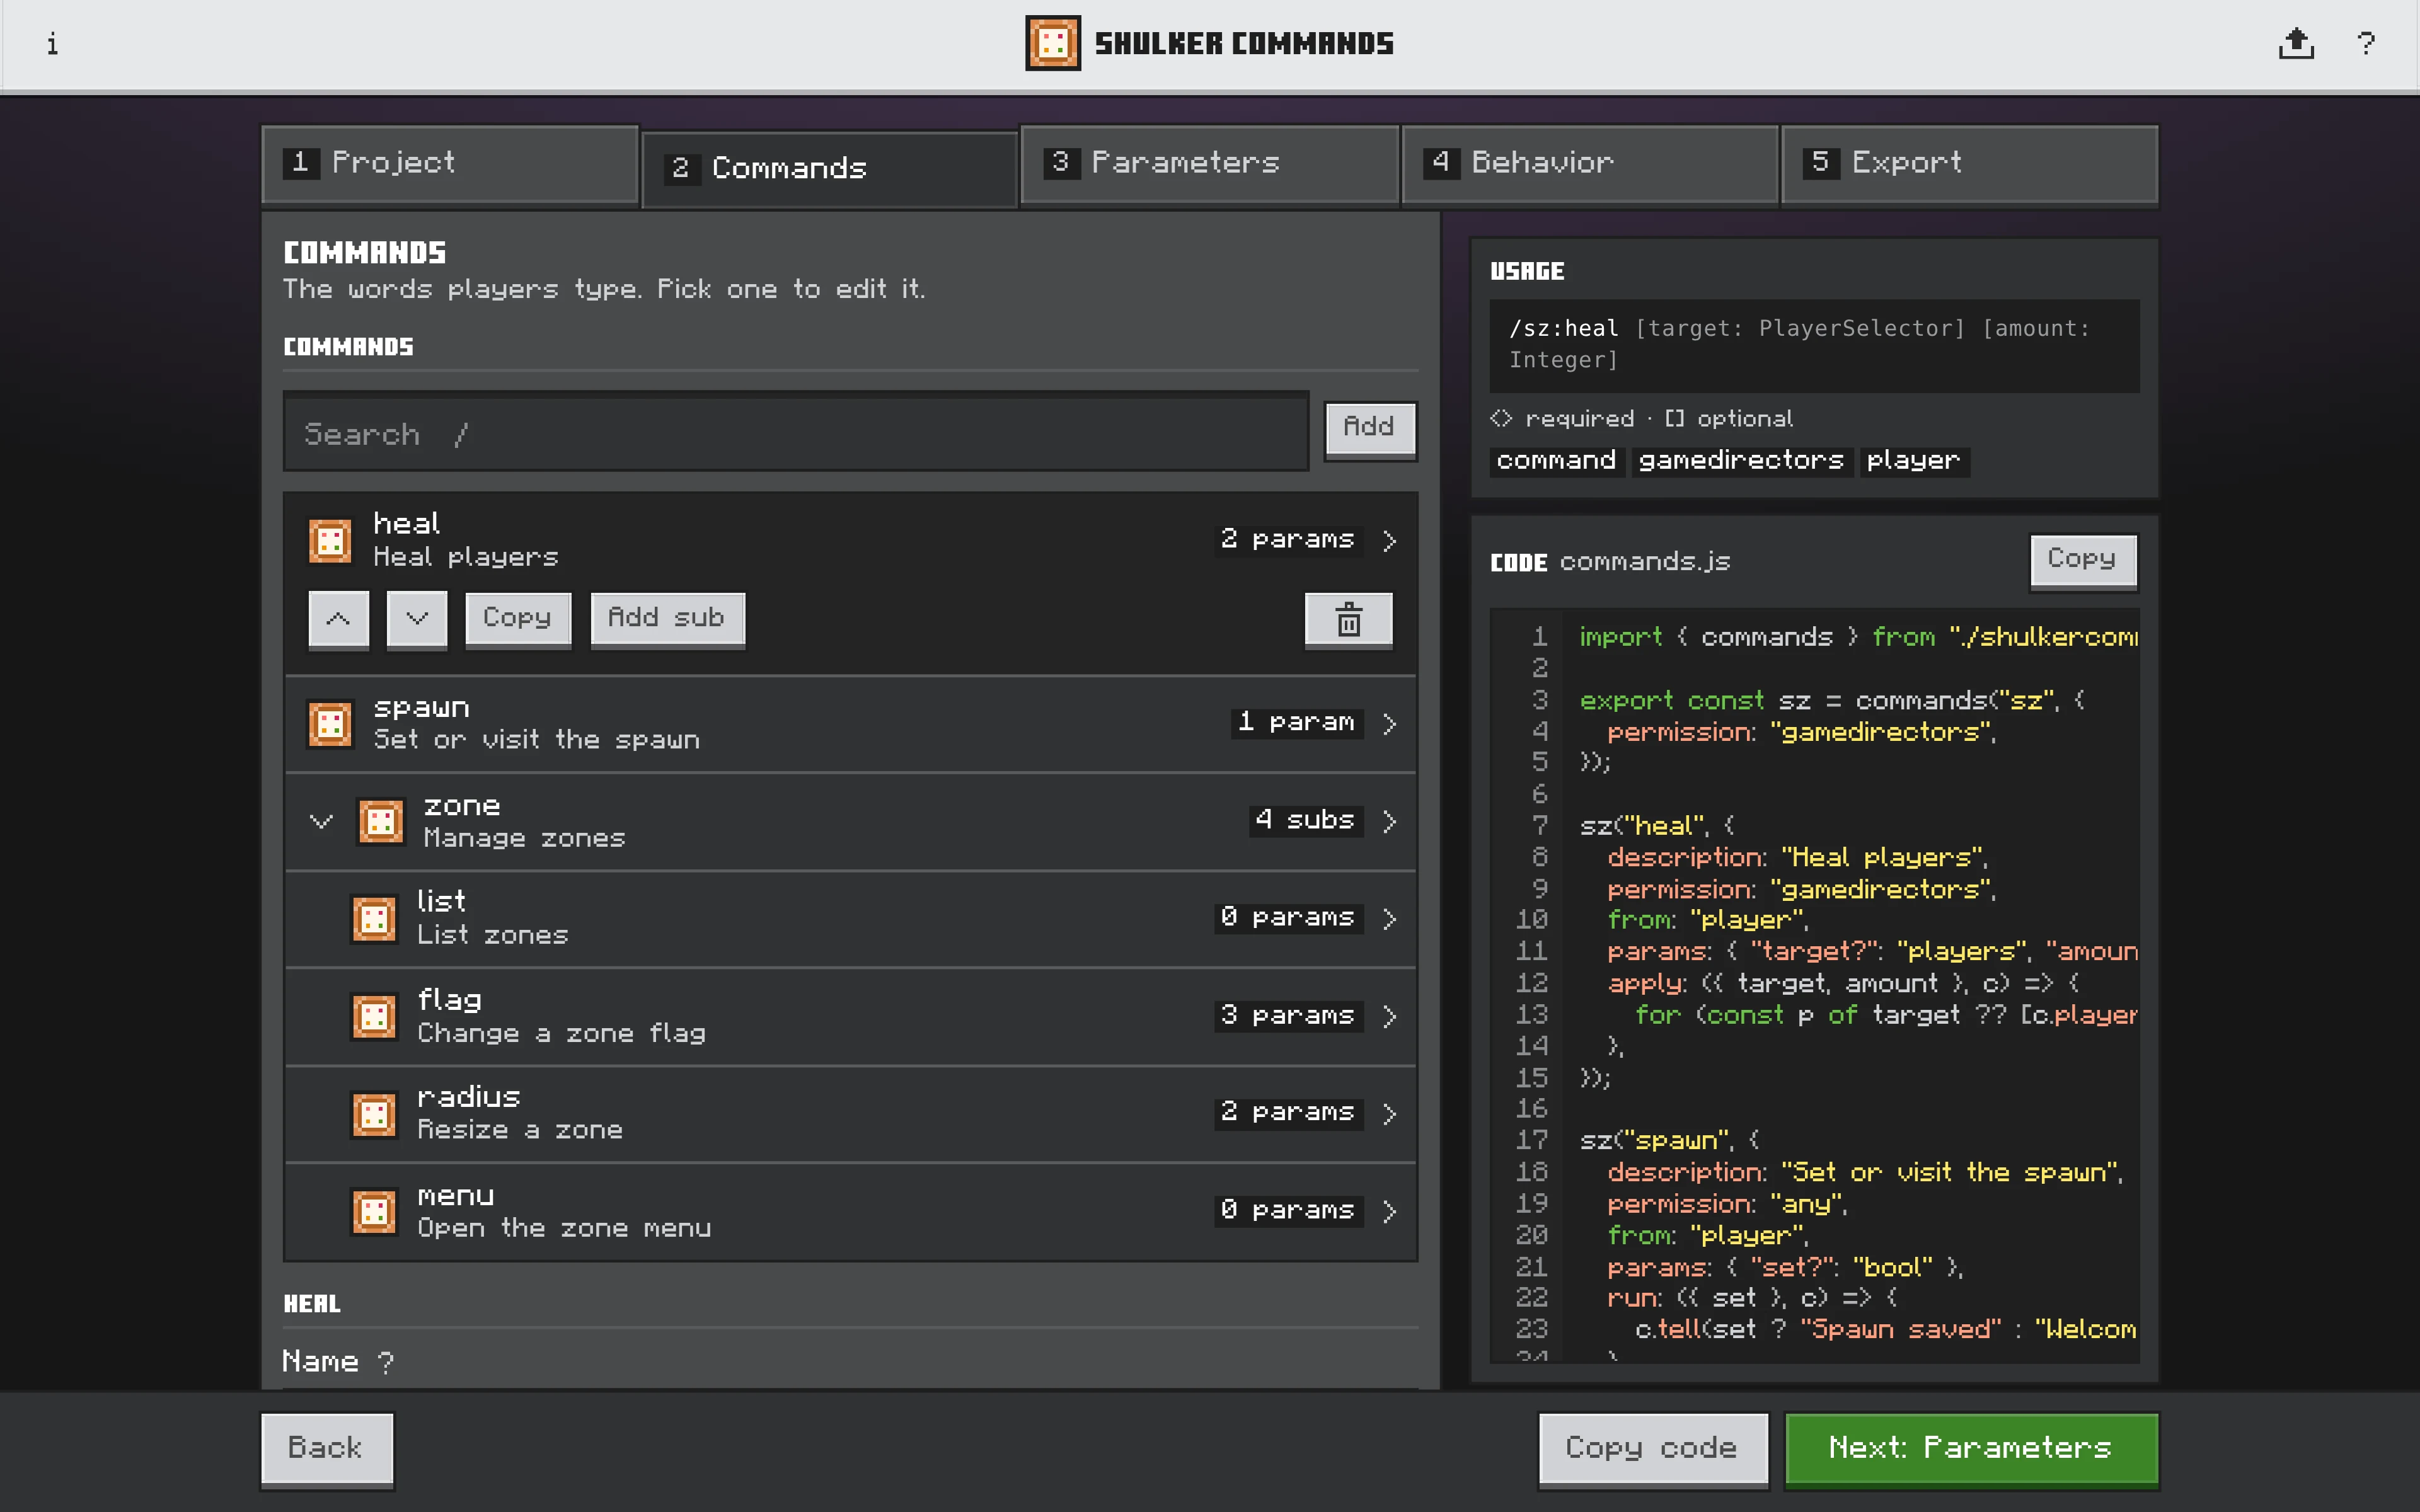 i
SHULKER COMMANDS
?
1 Project
2 Commands
3 Parameters
4 Behavior
5 Export
COMMANDS
The words players type. Pick one to edit it.
COMMANDS
Search /
Add
heal
Heal players
2 params
Copy
Add sub
spawn
Set or visit the spawn
1 param
zone
Manage zones
4 subs
list
List zones
0 params
flag
Change a zone flag
3 params
radius
Resize a zone
2 params
menu
Open the zone menu
0 params
HEAL
Name ?
USAGE
/sz:heal [target: PlayerSelector] [amount:
Integer]
<> required · [] optional
command gamedirectors player
CODE commands.js
Copy
1 import { commands } from "./shulkercom
2
3 export const sz = commands("sz", {
4 permission: "gamedirectors",
5 });
6
7 sz("heal", {
8 description: "Heal players",
9 permission: "gamedirectors",
10 from: "player",
11 params: { "target?": "players", "amoun
12 apply: ({ target, amount }, c) => {
13 for (const p of target ?? [c.player
14 },
15 });
16
17 sz("spawn", {
18 description: "Set or visit the spawn",
19 permission: "any",
20 from: "player",
21 params: { "set?": "bool" },
22 run: ({ set }, c) => {
23 c.tell(set ? "Spawn saved" : "Welcom
24 }
Back
Copy code
Next: Parameters